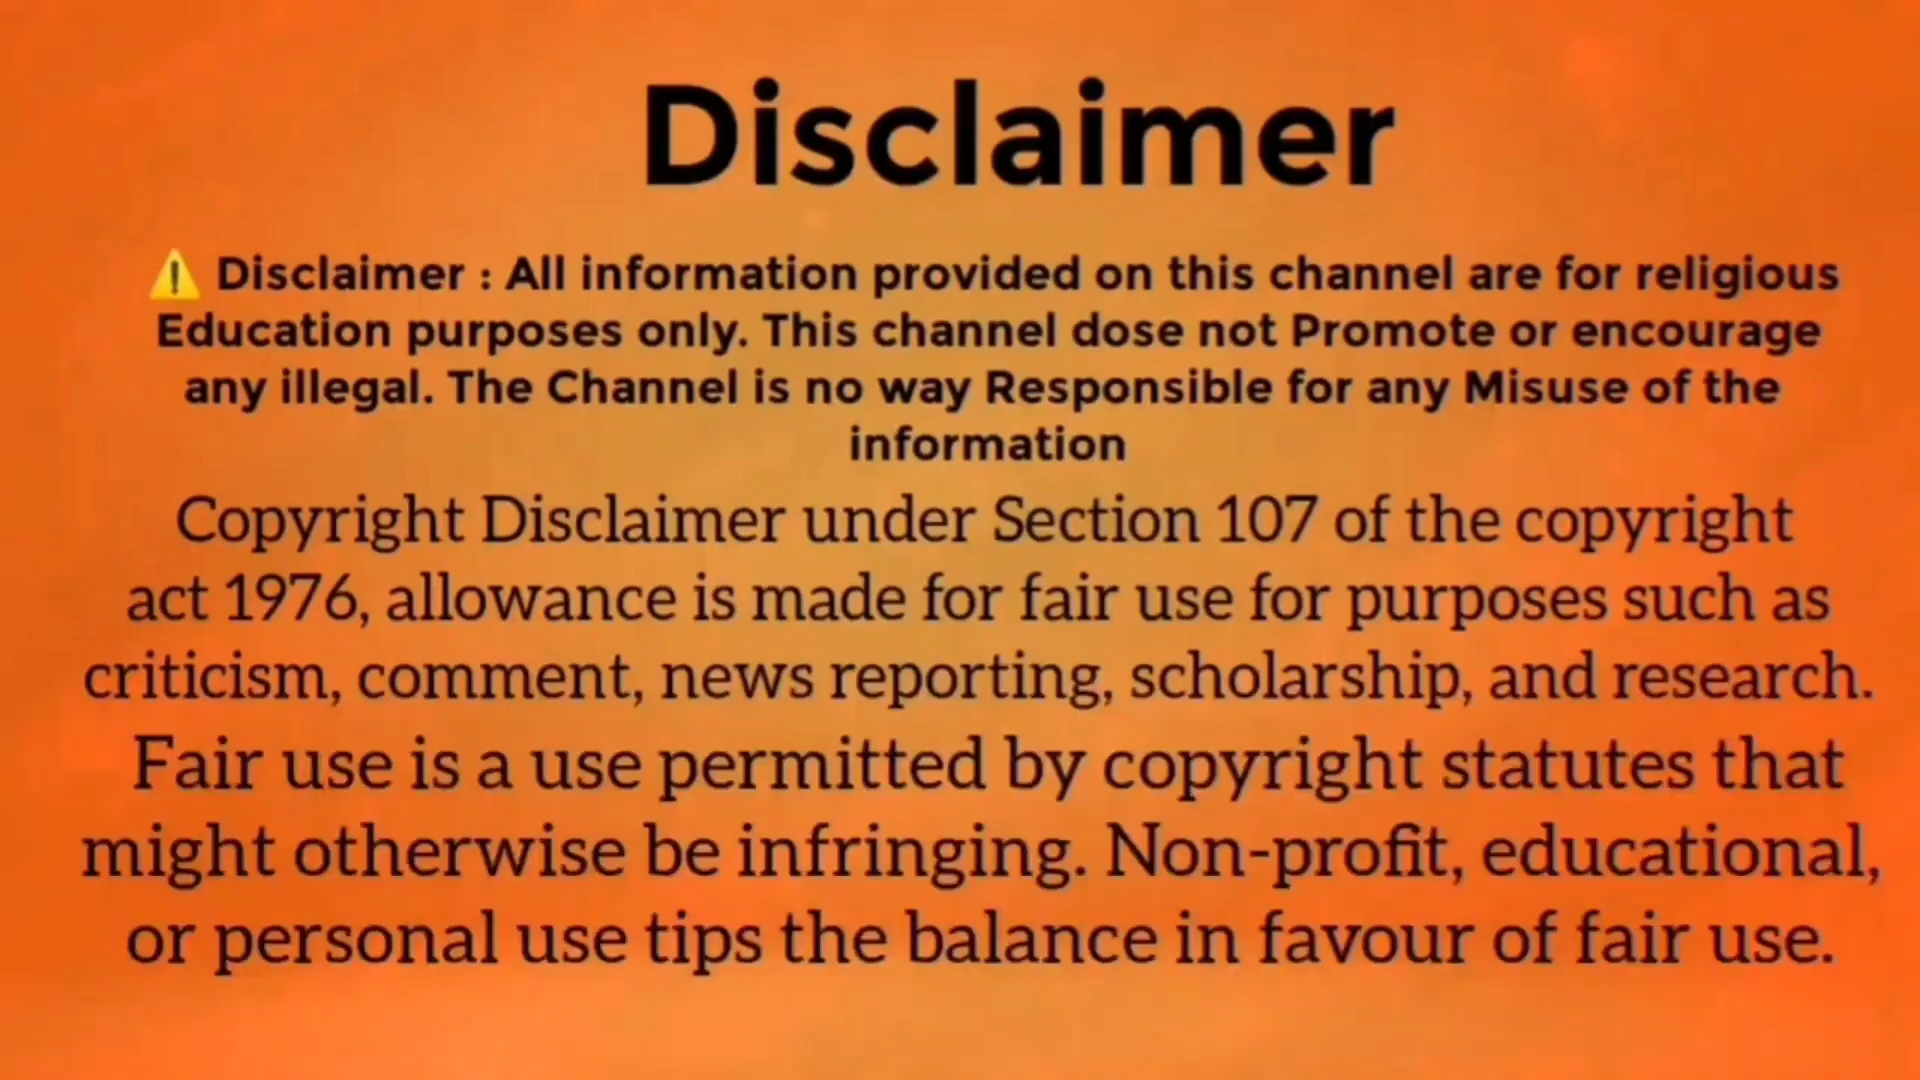 Disclaimer
⚠️ Disclaimer : All information provided on this channel are for religious
Education purposes only. This channel dose not Promote or encourage
any illegal. The Channel is no way Responsible for any Misuse of the
information
Copyright Disclaimer under Section 107 of the copyright
act 1976, allowance is made for fair use for purposes such as
criticism, comment, news reporting, scholarship, and research.
Fair use is a use permitted by copyright statutes that
might otherwise be infringing. Non-profit, educational,
or personal use tips the balance in favour of fair use.